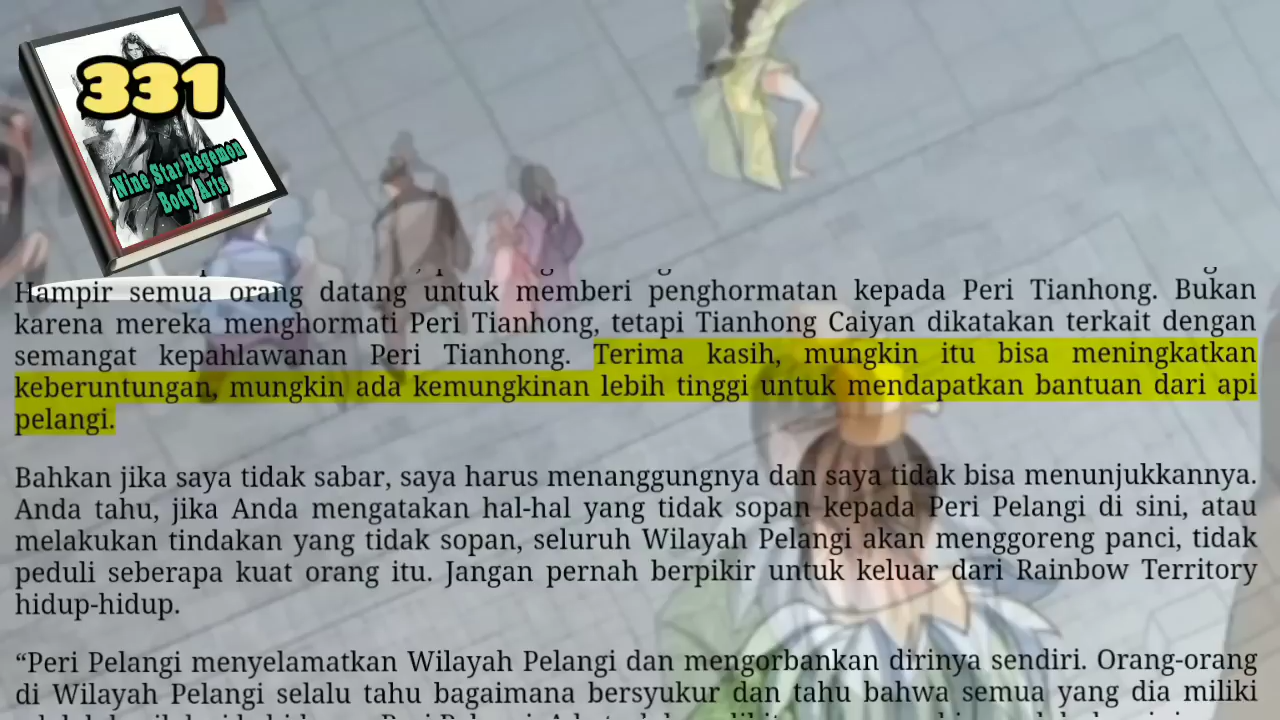 331
Nine Star Hegemon
Body Arts
Hampir semua orang datang untuk memberi penghormatan kepada Peri Tianhong. Bukan
karena mereka menghormati Peri Tianhong, tetapi Tianhong Caiyan dikatakan terkait dengan
semangat kepahlawanan Peri Tianhong. Terima kasih, mungkin itu bisa meningkatkan
keberuntungan, mungkin ada kemungkinan lebih tinggi untuk mendapatkan bantuan dari api
pelangi.
Bahkan jika saya tidak sabar, saya harus menanggungnya dan saya tidak bisa menunjukkannya.
Anda tahu, jika Anda mengatakan hal-hal yang tidak sopan kepada Peri Pelangi di sini, atau
melakukan tindakan yang tidak sopan, seluruh Wilayah Pelangi akan menggoreng panci, tidak
peduli seberapa kuat orang itu. Jangan pernah berpikir untuk keluar dari Rainbow Territory
hidup-hidup.
“Peri Pelangi menyelamatkan Wilayah Pelangi dan mengorbankan dirinya sendiri. Orang-orang
di Wilayah Pelangi selalu tahu bagaimana bersyukur dan tahu bahwa semua yang dia miliki